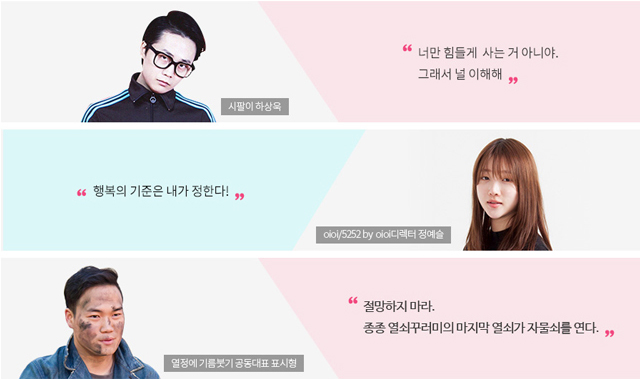 “ 너만 힘들게 사는 거 아니야.
그래서 널 이해해 ”
시팔이 하상욱
“ 행복의 기준은 내가 정한다! ”
oioi/5252 by oioi디렉터 정예슬
“ 절망하지 마라.
종종 열쇠꾸러미의 마지막 열쇠가 자물쇠를 연다. ”
열정에 기름붓기 공동대표 표시형